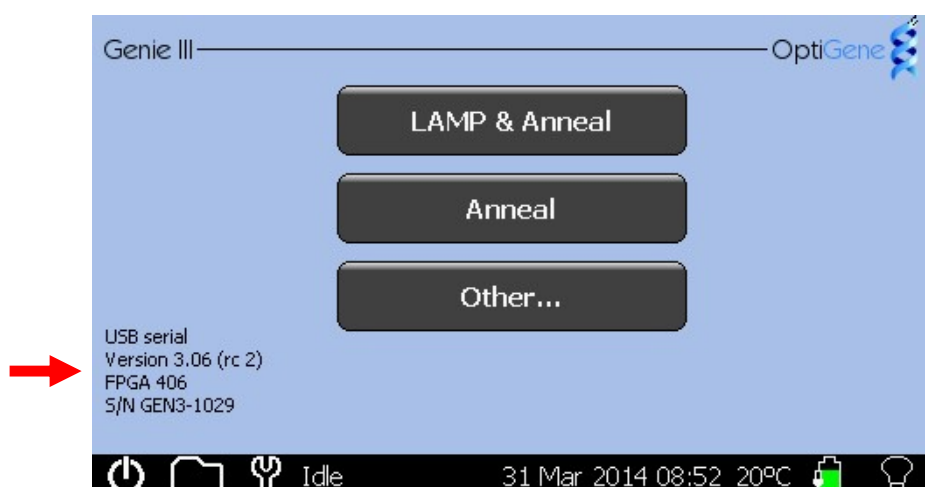 Genie III
OptiGene
LAMP & Anneal
Anneal
Other...
USB serial
Version 3.06 (rc 2)
FPGA 406
S/N GEN3-1029
Idle 31 Mar 2014 08:52 20ºC